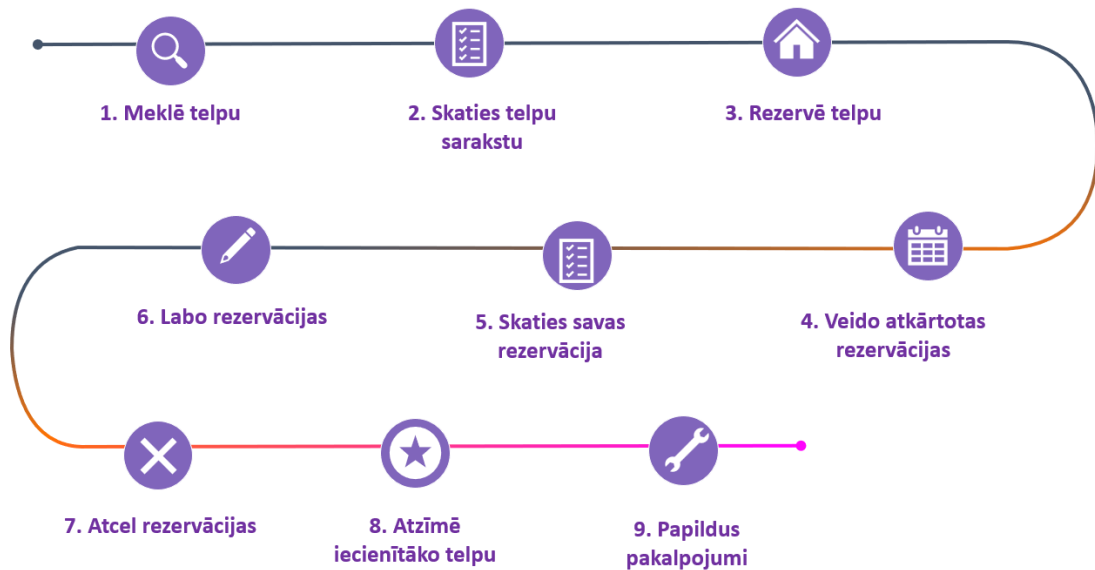 1. Meklē telpu
2. Skaties telpu
sarakstu
3. Rezervē telpu
4. Veido atkārtotas
rezervācijas
5. Skaties savas
rezervācija
6. Labo rezervācijas
7. Atcel rezervācijas
8. Atzīmē
iecienītāko telpu
9. Papildus
pakalpojumi